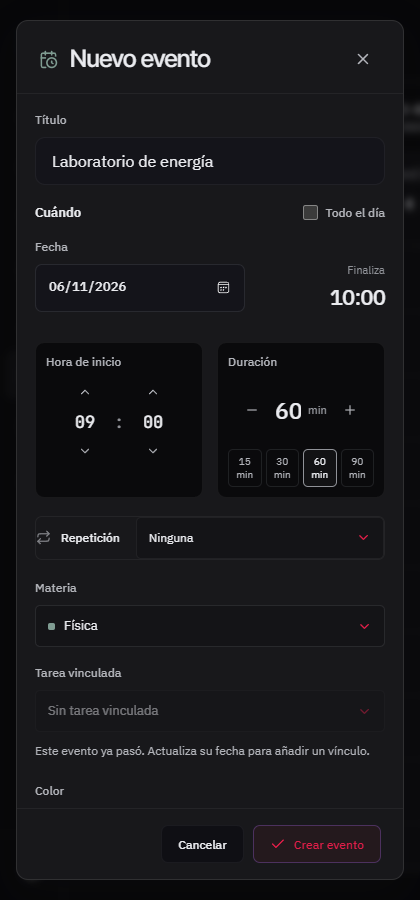 Nuevo evento
Título
Laboratorio de energía
Cuándo
Todo el día
Fecha
06/11/2026
Finaliza
10:00
Hora de inicio
09 : 00
Duración
60 min
15 min
30 min
60 min
90 min
Repetición
Ninguna
Materia
Física
Tarea vinculada
Sin tarea vinculada
Este evento ya pasó. Actualiza su fecha para añadir un vínculo.
Color
Cancelar
Crear evento